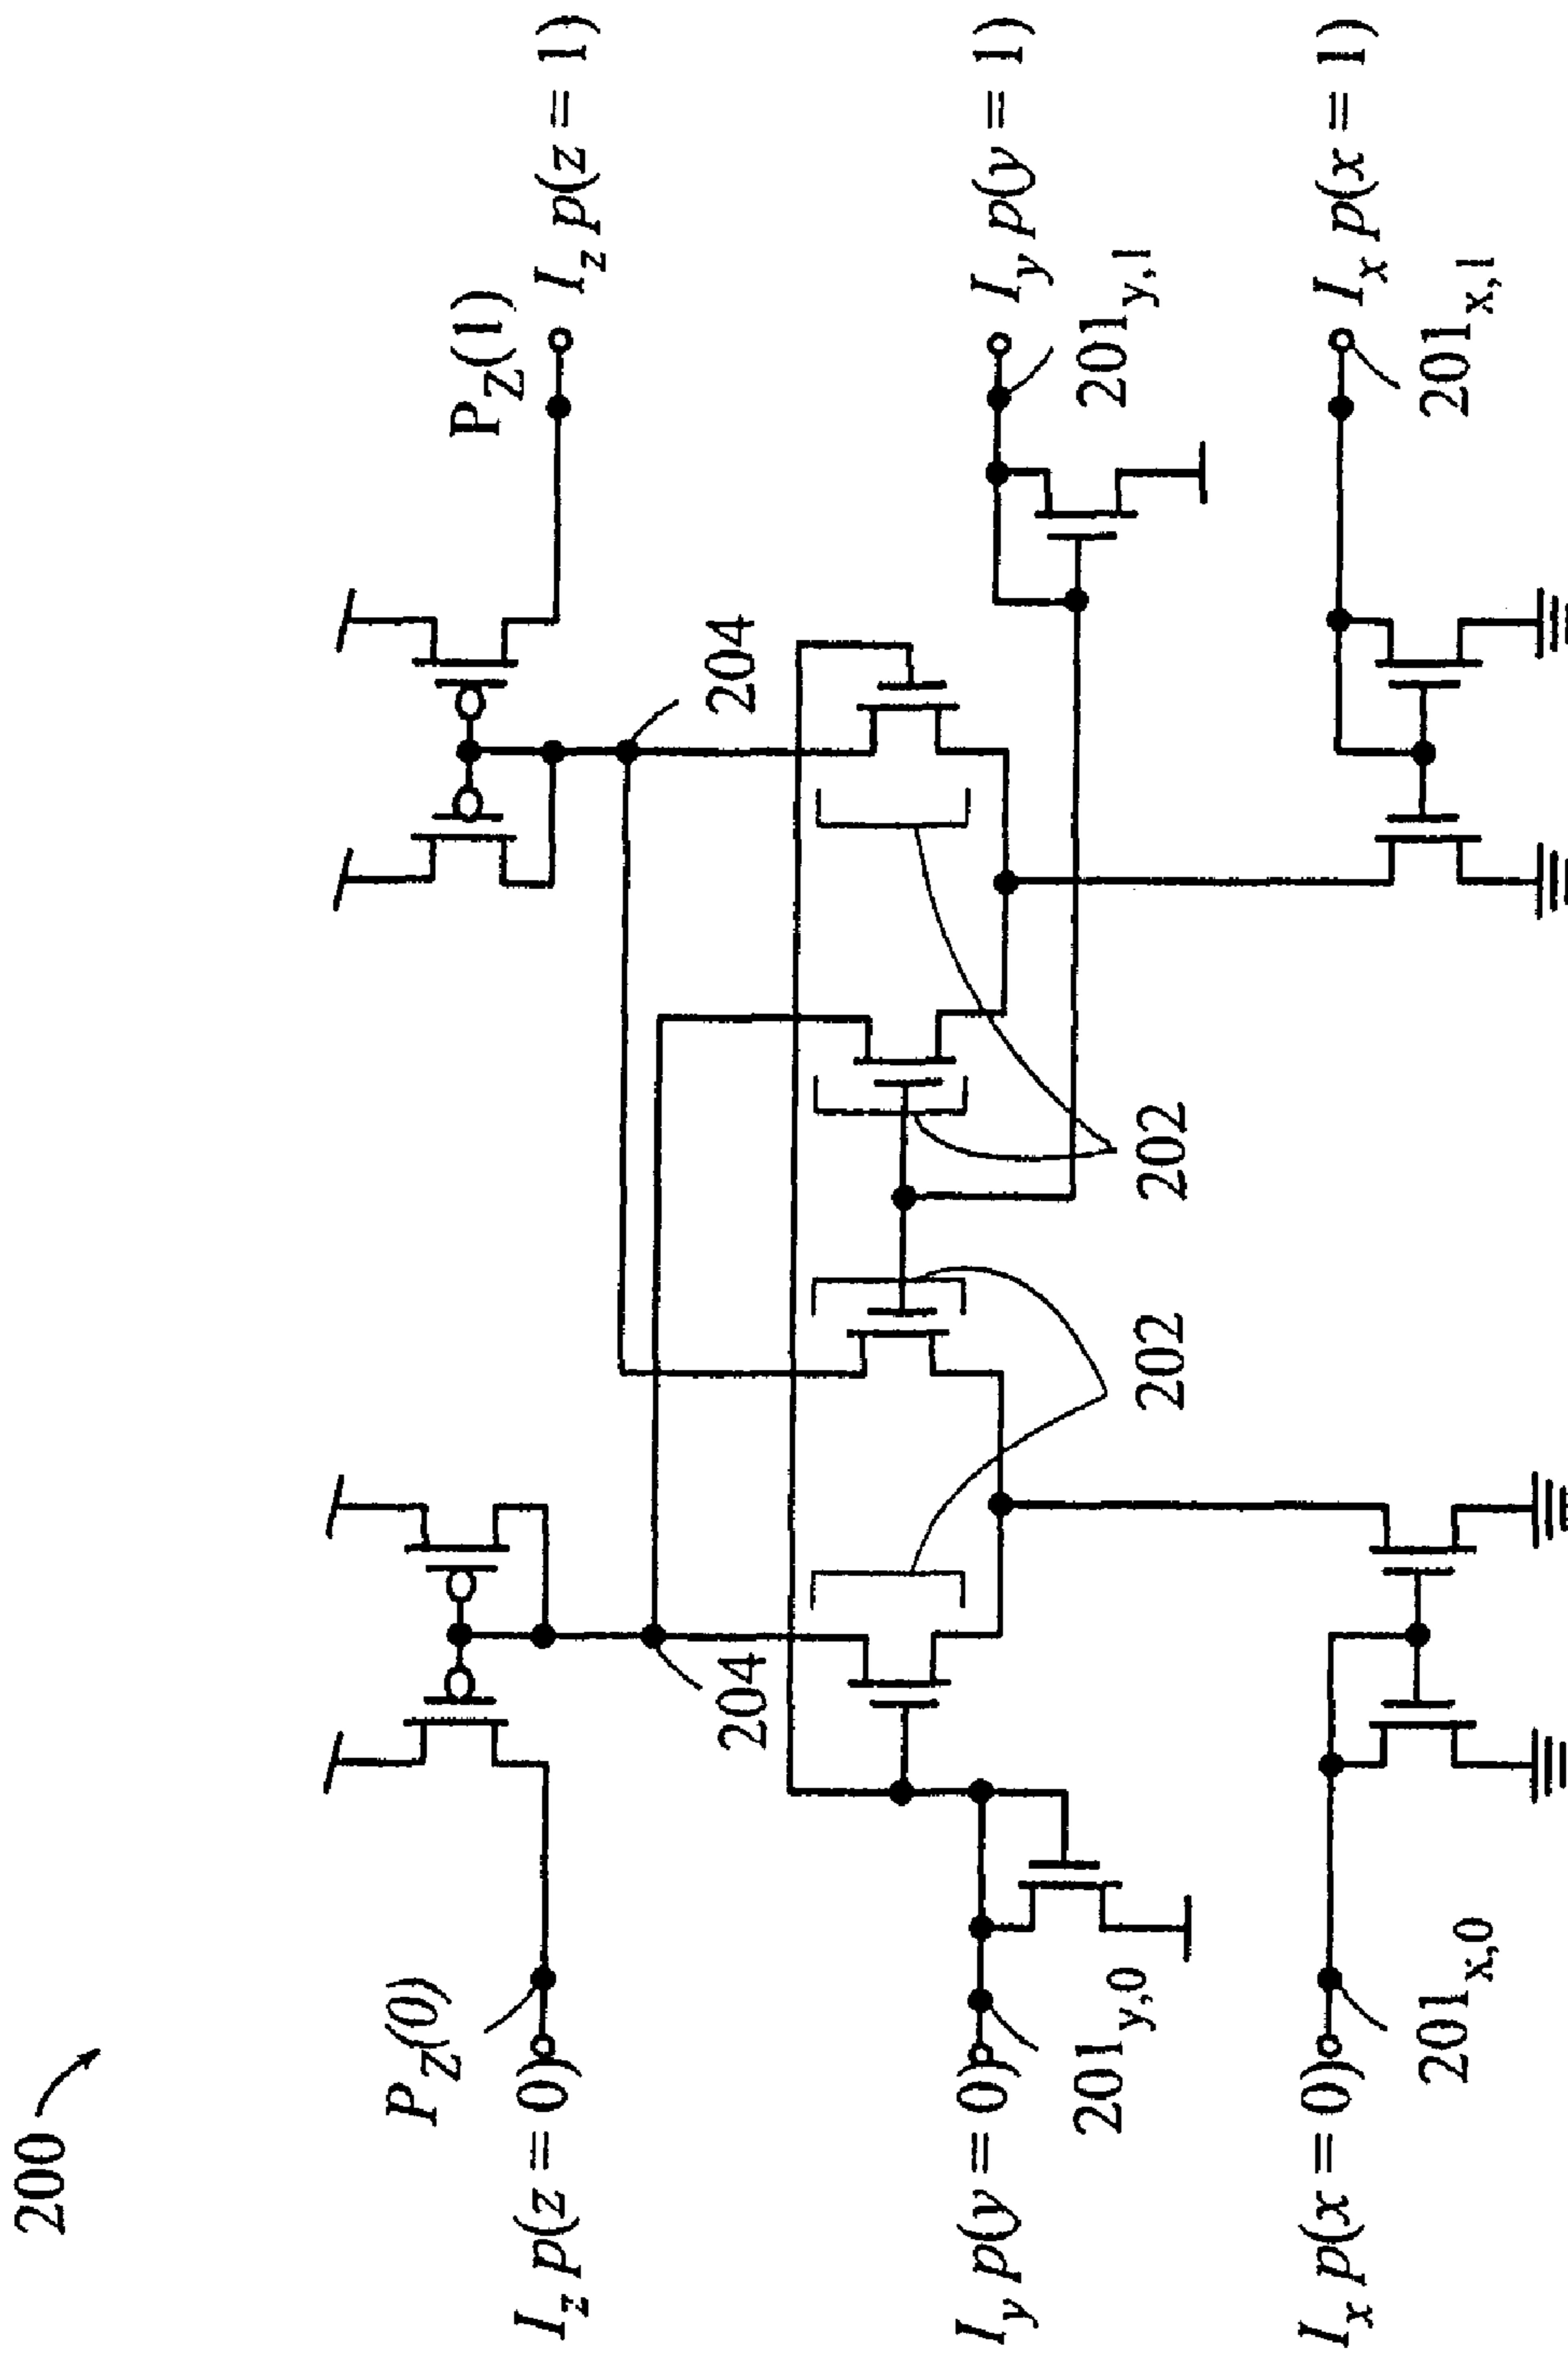 200
P_Z(0)
P_Z(1)
I_z p(z = 0)
I_z p(z = 1)
204
204
I_y p(y = 0)
I_y p(y = 1)
201_y,0
202
202
201_y,1
I_x p(x = 0)
I_x p(x = 1)
201_x,0
201_x,1